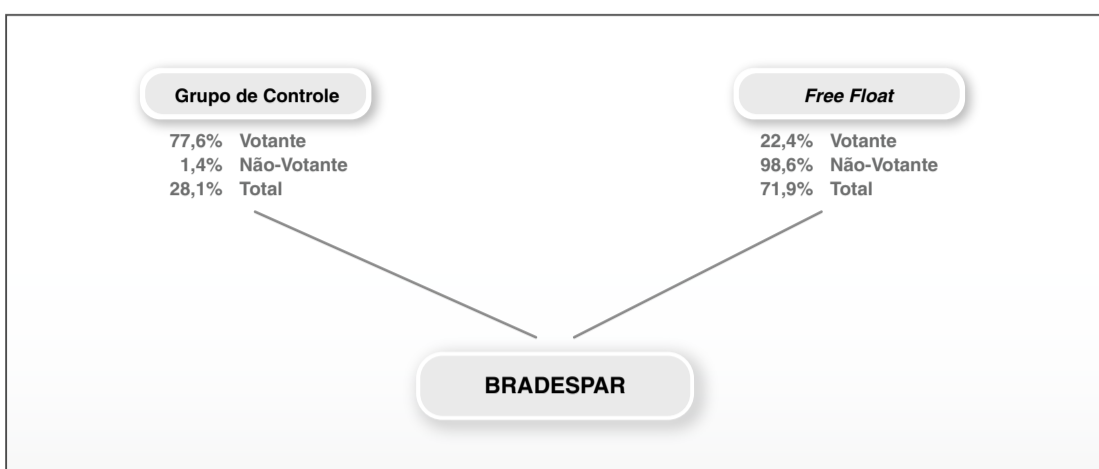 Grupo de Controle
77,6% Votante
1,4% Não-Votante
28,1% Total
Free Float
22,4% Votante
98,6% Não-Votante
71,9% Total
BRADESPAR